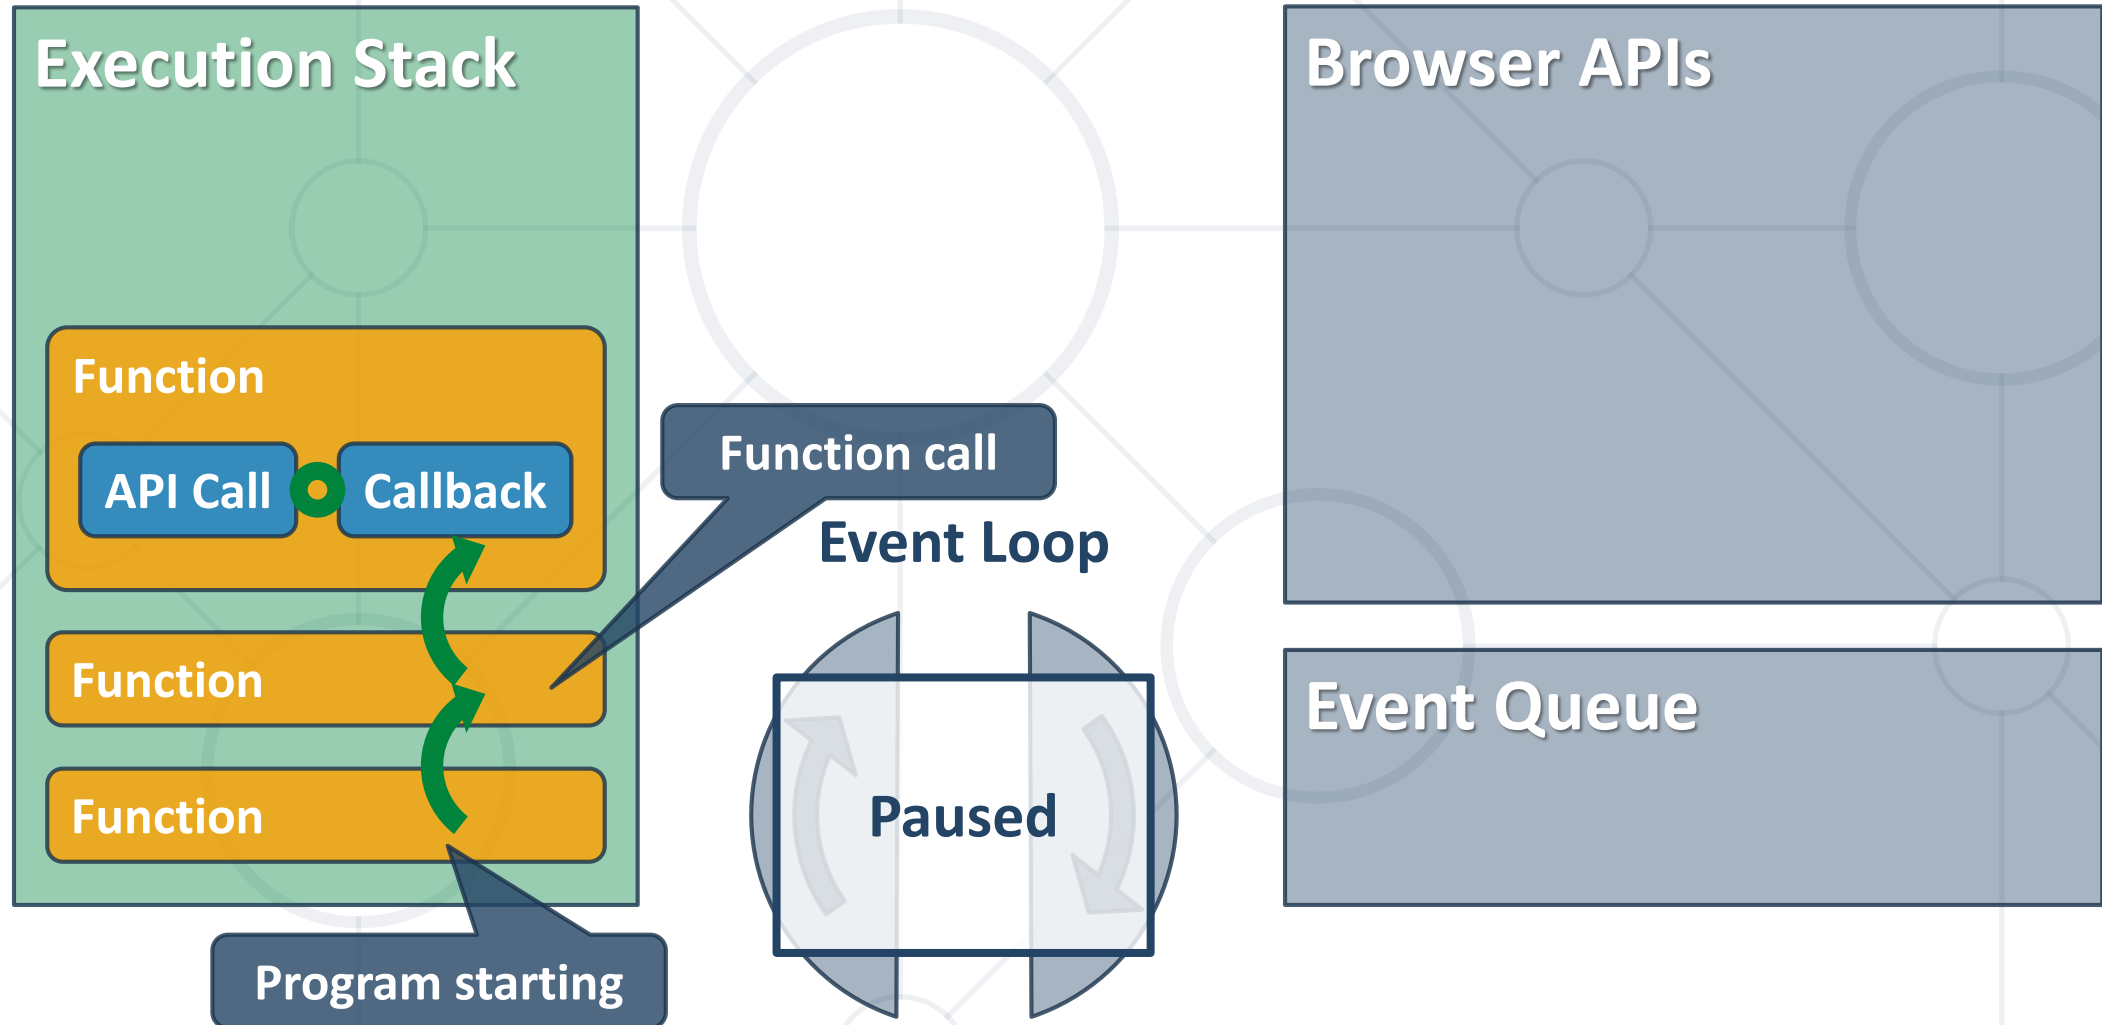 Execution Stack
Function
API Call
Callback
Function
Function
Program starting
Function call
Event Loop
Paused
Browser APIs
Event Queue